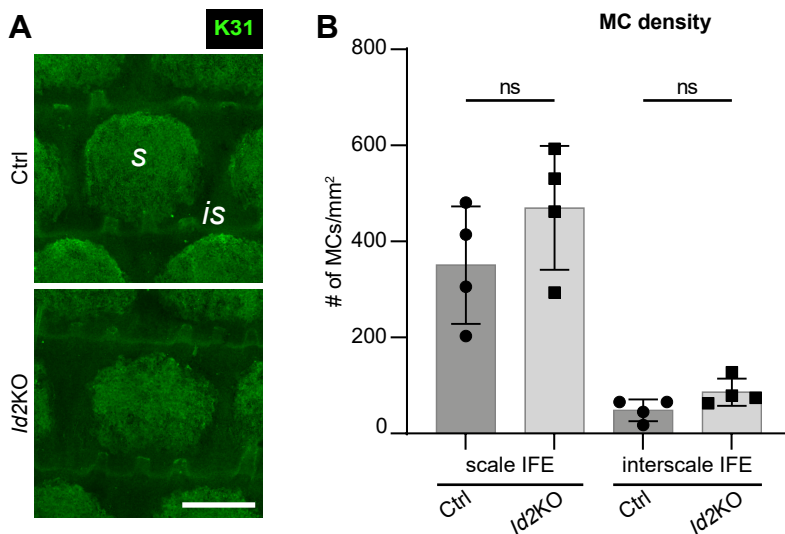 A
K31
Ctrl
s
is
Id2KO
B
MC density
# of MCs/mm²
800
600
400
200
0
ns
ns
scale IFE
interscale IFE
Ctrl
Id2KO
Ctrl
Id2KO